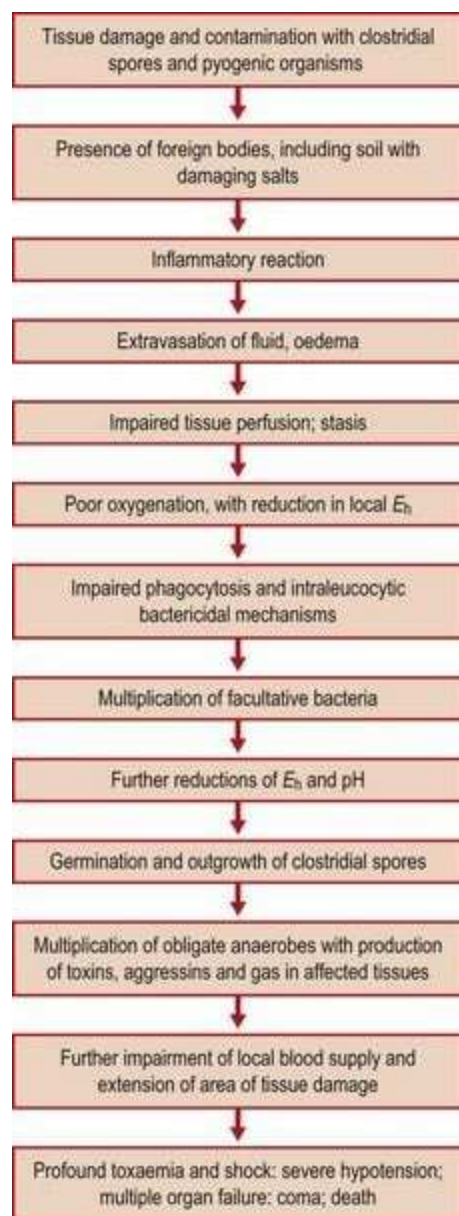 Tissue damage and contamination with clostridial
spores and pyogenic organisms
Presence of foreign bodies, including soil with
damaging salts
Inflammatory reaction
Extravasation of fluid, oedema
Impaired tissue perfusion; stasis
Poor oxygenation, with reduction in local Eh
Impaired phagocytosis and intraleucocytic
bactericidal mechanisms
Multiplication of facultative bacteria
Further reductions of Eh and pH
Germination and outgrowth of clostridial spores
Multiplication of obligate anaerobes with production
of toxins, aggressins and gas in affected tissues
Further impairment of local blood supply and
extension of area of tissue damage
Profound toxaemia and shock: severe hypotension;
multiple organ failure: coma; death